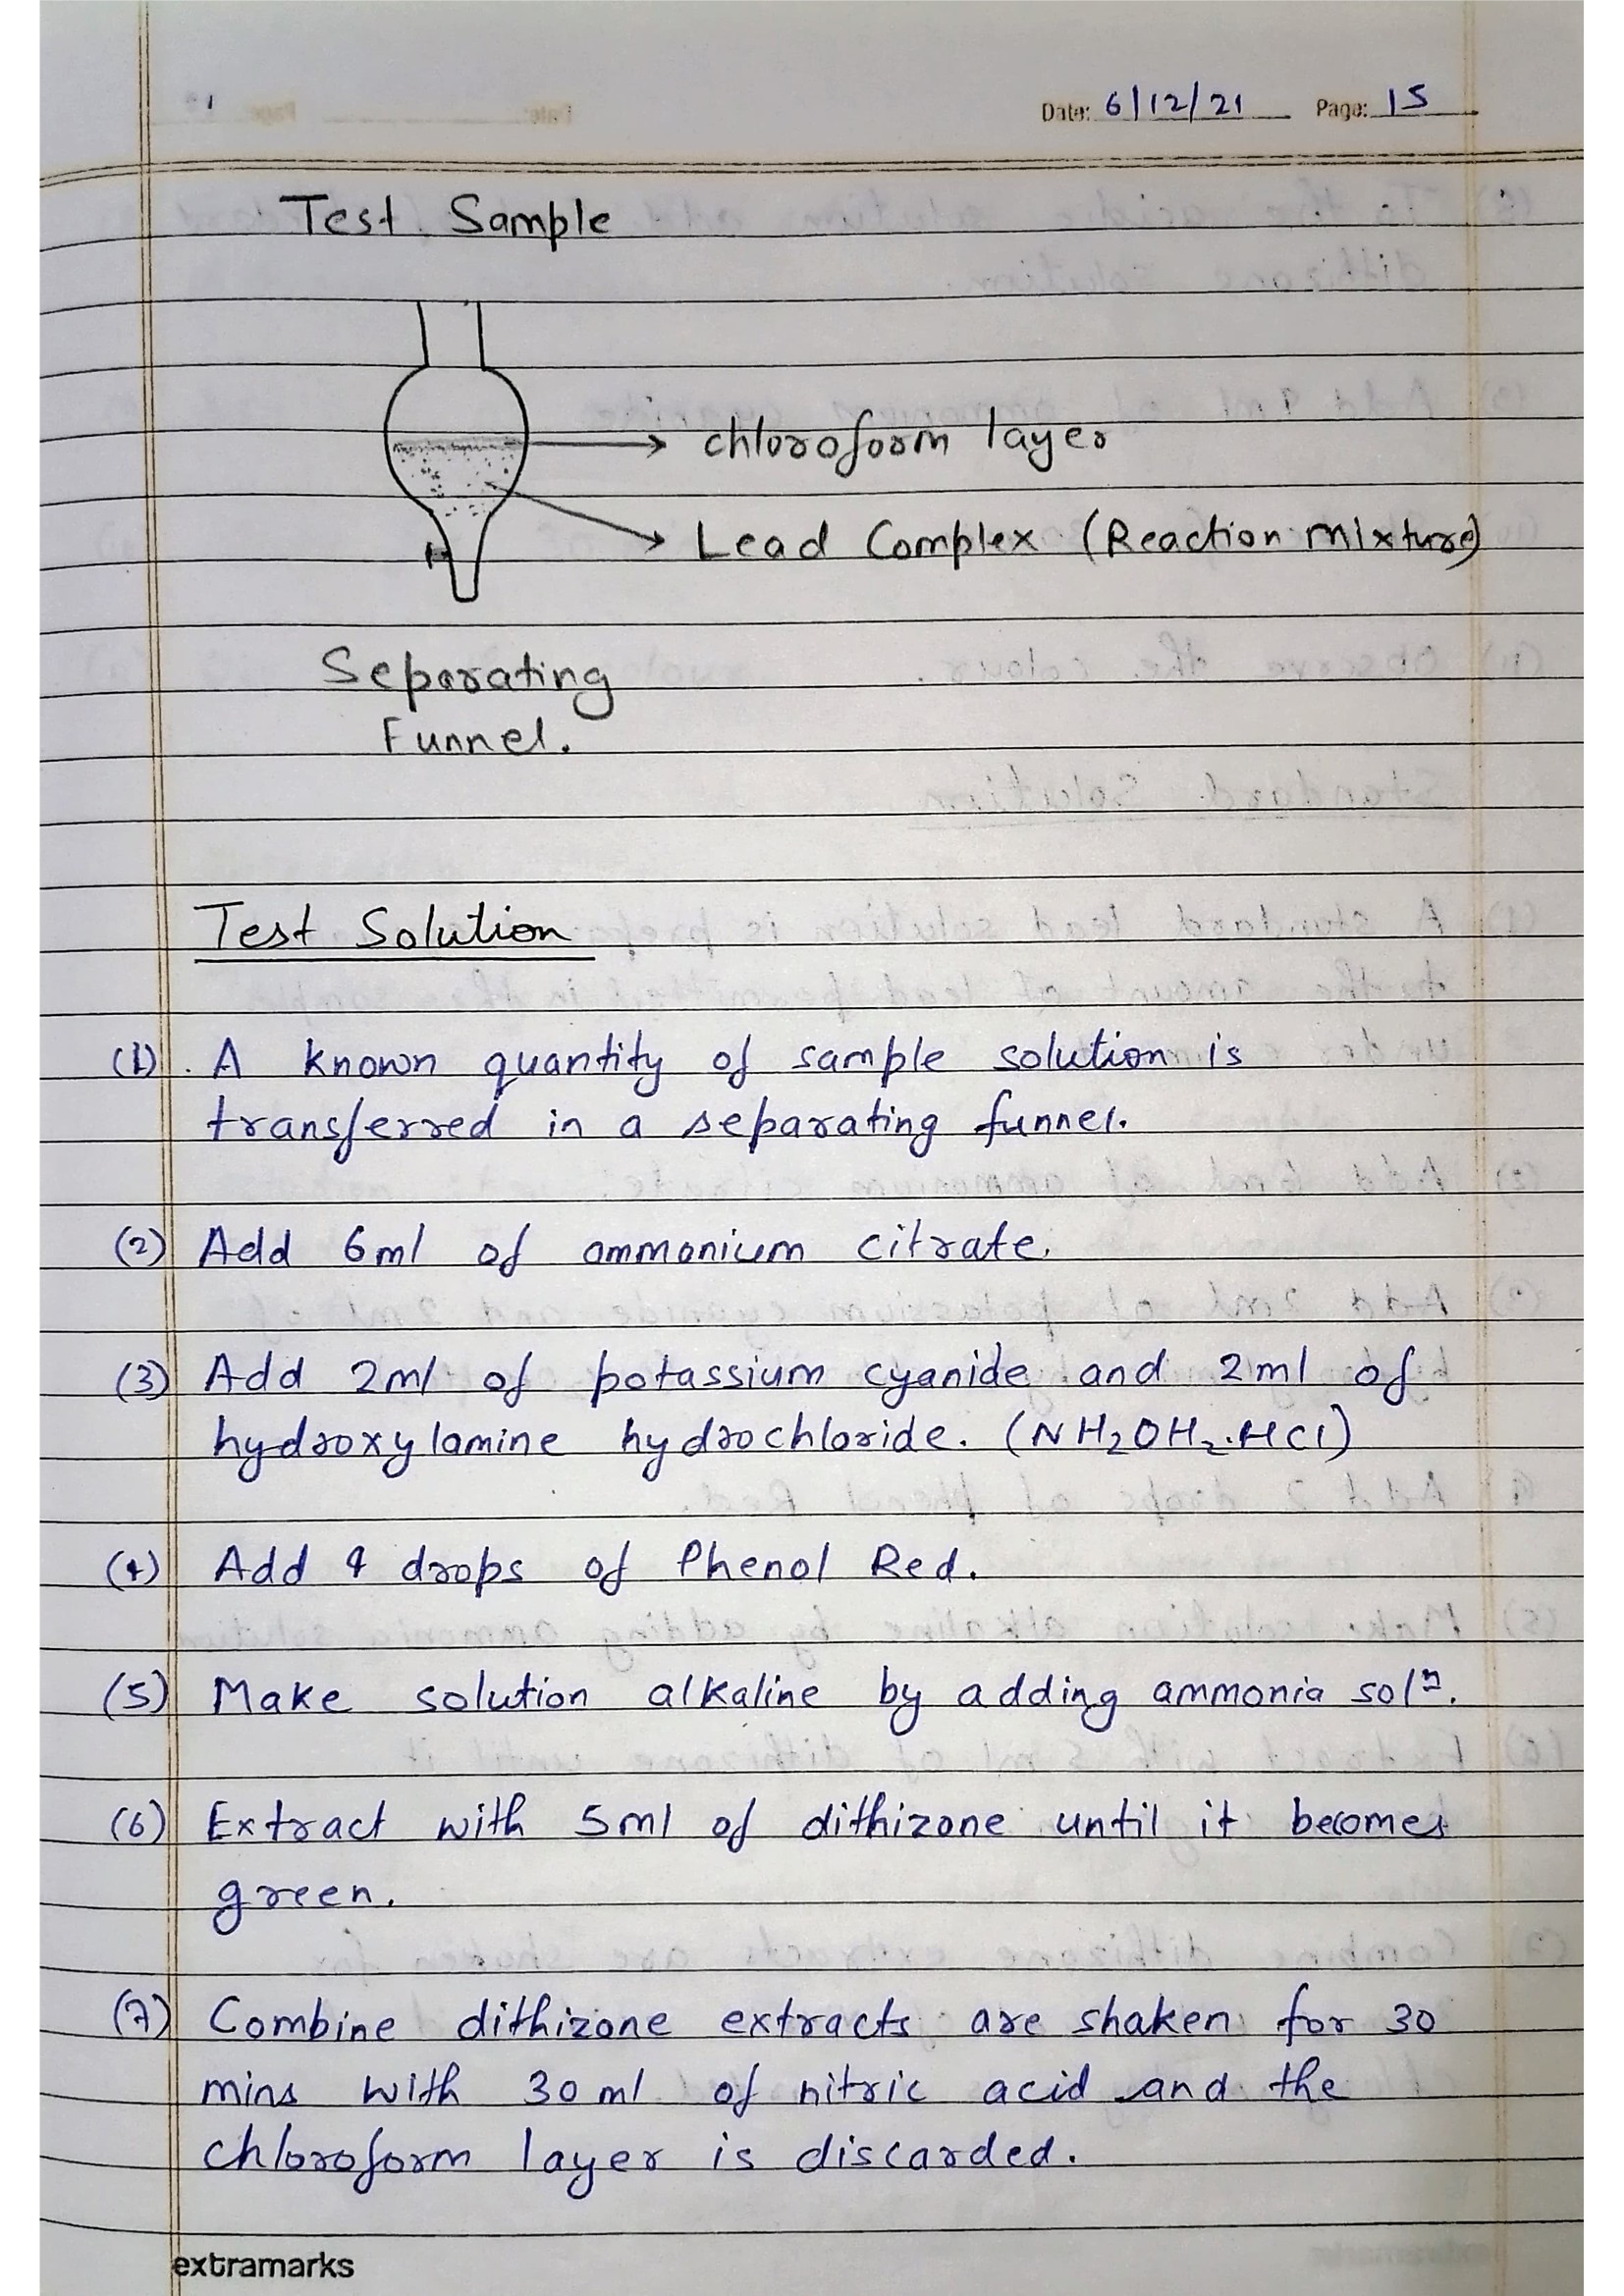 Date: 6/12/21 Page: 15
Test Sample
chloroform layer
Lead Complex (Reaction mixture)
Separating
Funnel.
Test Solution
(1). A known quantity of sample solution is
transferred in a separating funnel.
(2) Add 6ml of ammonium citrate.
(3) Add 2ml of potassium cyanide and 2ml of
hydroxylamine hydrochloride. (NH₂OH₂.HCl)
(4) Add 4 drops of Phenol Red.
(5) Make solution alkaline by adding ammonia solⁿ.
(6) Extract with 5ml of dithizone until it becomes
green.
(7) Combine dithizone extracts are shaken for 30
mins with 30ml of nitric acid and the
chloroform layer is discarded.
extramarks